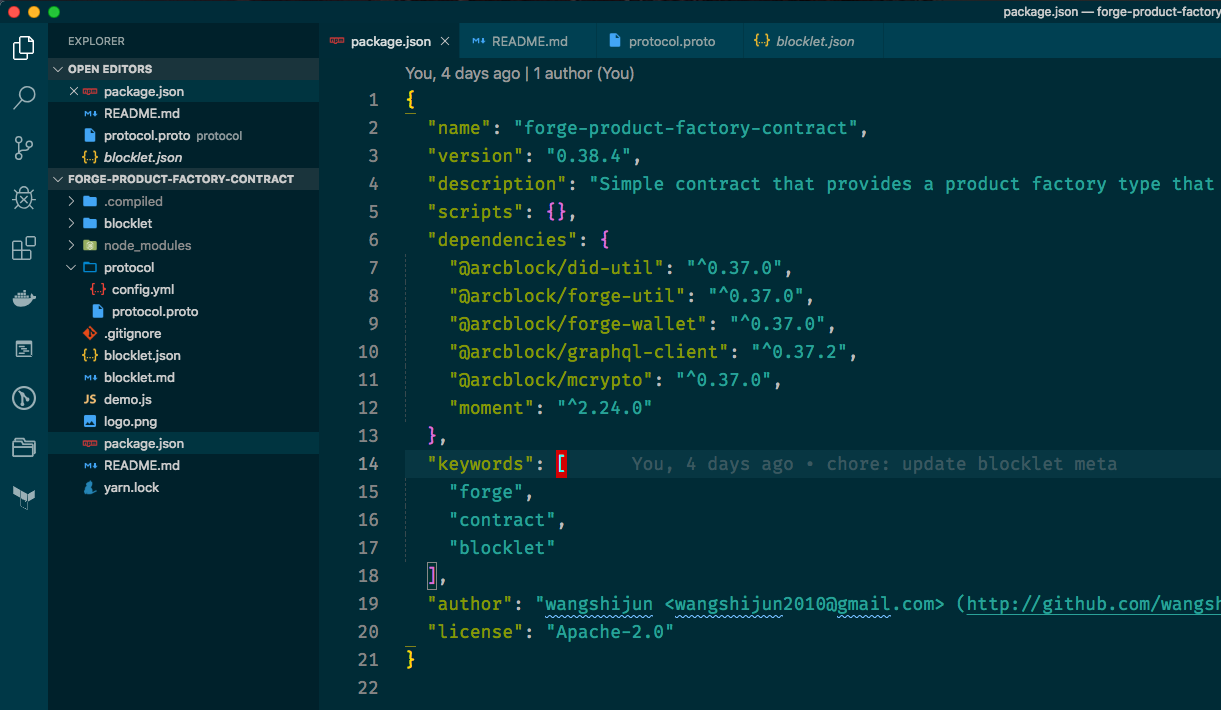 package.json — forge-product-factory
EXPLORER
OPEN EDITORS
package.json
README.md
protocol.proto protocol
blocklet.json
FORGE-PRODUCT-FACTORY-CONTRACT
.compiled
blocklet
node_modules
protocol
config.yml
protocol.proto
.gitignore
blocklet.json
blocklet.md
JS demo.js
logo.png
package.json
README.md
yarn.lock
package.json README.md protocol.proto {..} blocklet.json
You, 4 days ago | 1 author (You)
1 {
2 "name": "forge-product-factory-contract",
3 "version": "0.38.4",
4 "description": "Simple contract that provides a product factory type that
5 "scripts": {},
6 "dependencies": {
7 "@arcblock/did-util": "^0.37.0",
8 "@arcblock/forge-util": "^0.37.0",
9 "@arcblock/forge-wallet": "^0.37.0",
10 "@arcblock/graphql-client": "^0.37.2",
11 "@arcblock/mcrypto": "^0.37.0",
12 "moment": "^2.24.0"
13 },
14 "keywords": [ You, 4 days ago • chore: update blocklet meta
15 "forge",
16 "contract",
17 "blocklet"
18 ],
19 "author": "wangshijun <wangshijun2010@gmail.com> (http://github.com/wangsh
20 "license": "Apache-2.0"
21 }
22